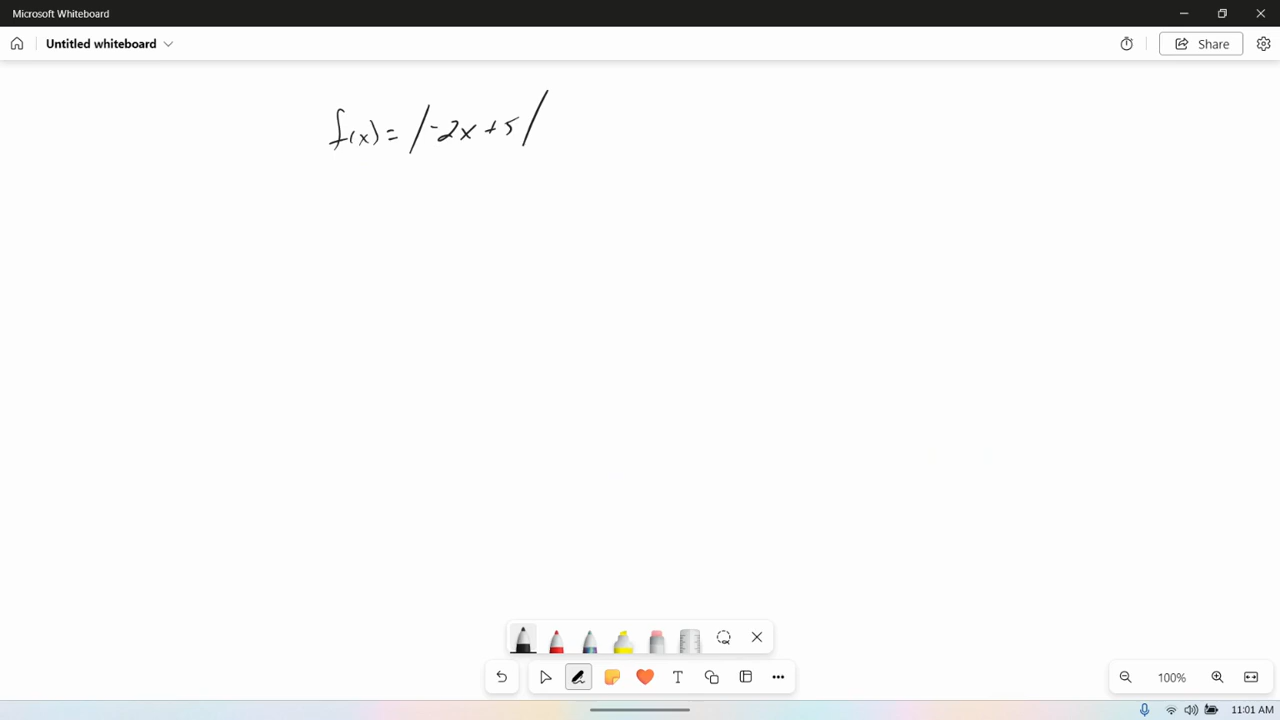 Microsoft Whiteboard
Untitled whiteboard
Share
f(x) = |-2x+5|
100%
11:01 AM